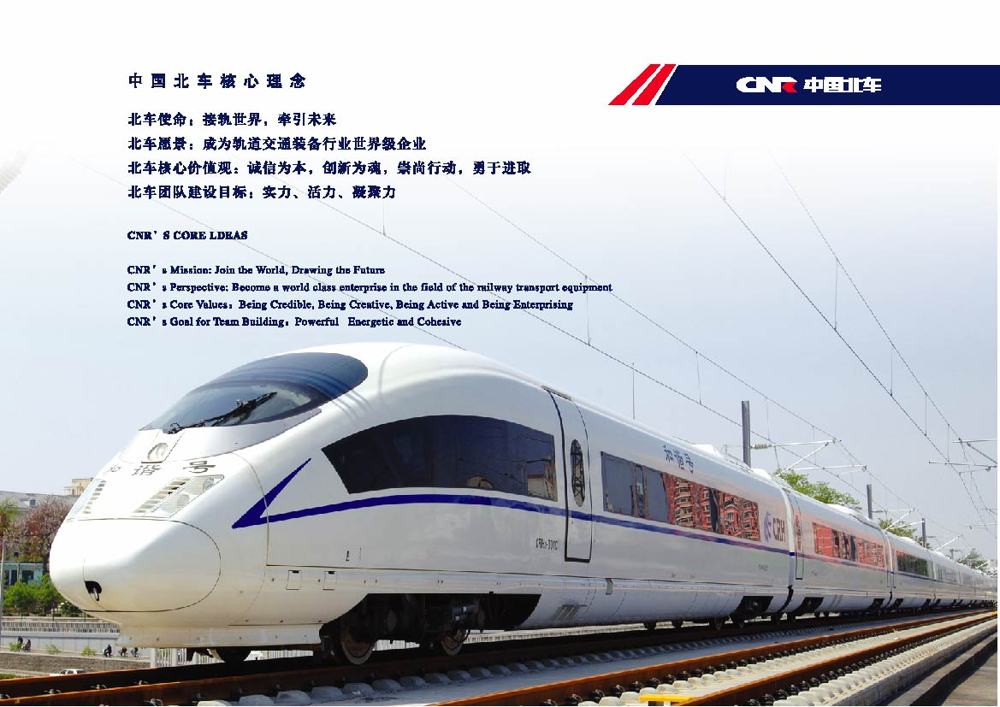 中国北车核心理念
CNR 中国北车
北车使命：接轨世界，牵引未来
北车愿景：成为轨道交通装备行业世界级企业
北车核心价值观：诚信为本，创新为魂，崇尚行动，勇于进取
北车团队建设目标：实力、活力、凝聚力
CNR’S CORE LDEAS
CNR’s Mission: Join the World, Drawing the Future
CNR’s Perspective: Become a world class enterprise in the field of the railway transport equipment
CNR’s Core Values：Being Credible, Being Creative, Being Active and Being Enterprising
CNR’s Goal for Team Building：Powerful Energetic and Cohesive
和谐号
和谐号
CRH